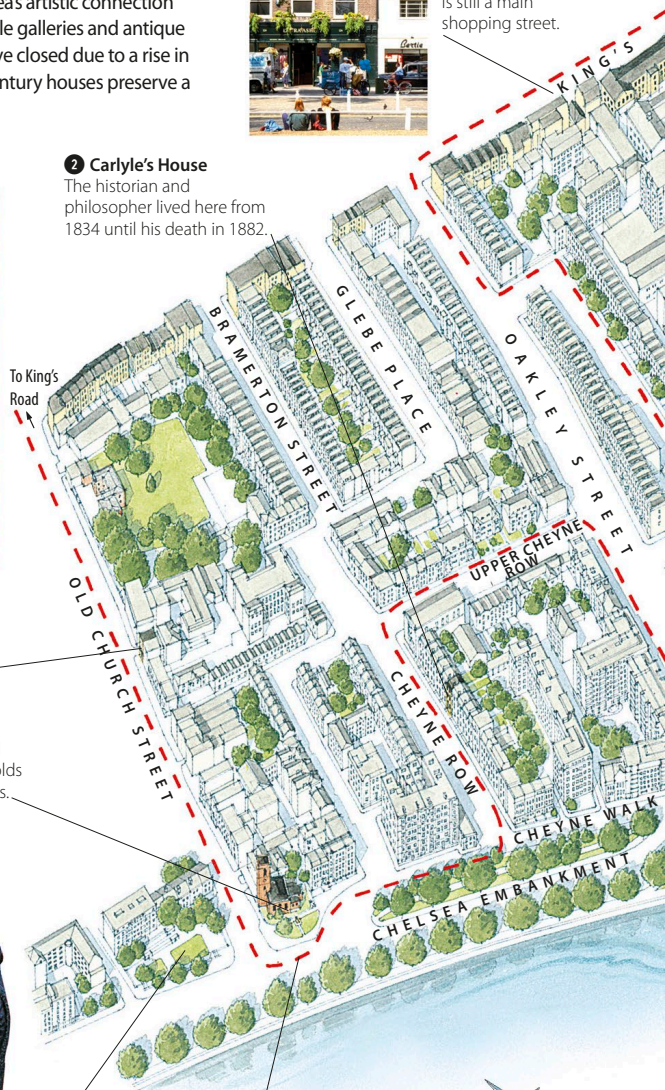 ea's artistic connection
le galleries and antique
ve closed due to a rise in
entury houses preserve a
is still a main
shopping street.
2 Carlyle's House
The historian and
philosopher lived here from
1834 until his death in 1882.
KING'S
BRAMERTON STREET
GLEBE PLACE
OAKLEY STREET
To King's
Road
UPPER CHEYNE
ROW
OLD CHURCH STREET
CHEYNE ROW
olds
s.
CHEYNE WALK
CHELSEA EMBANKMENT